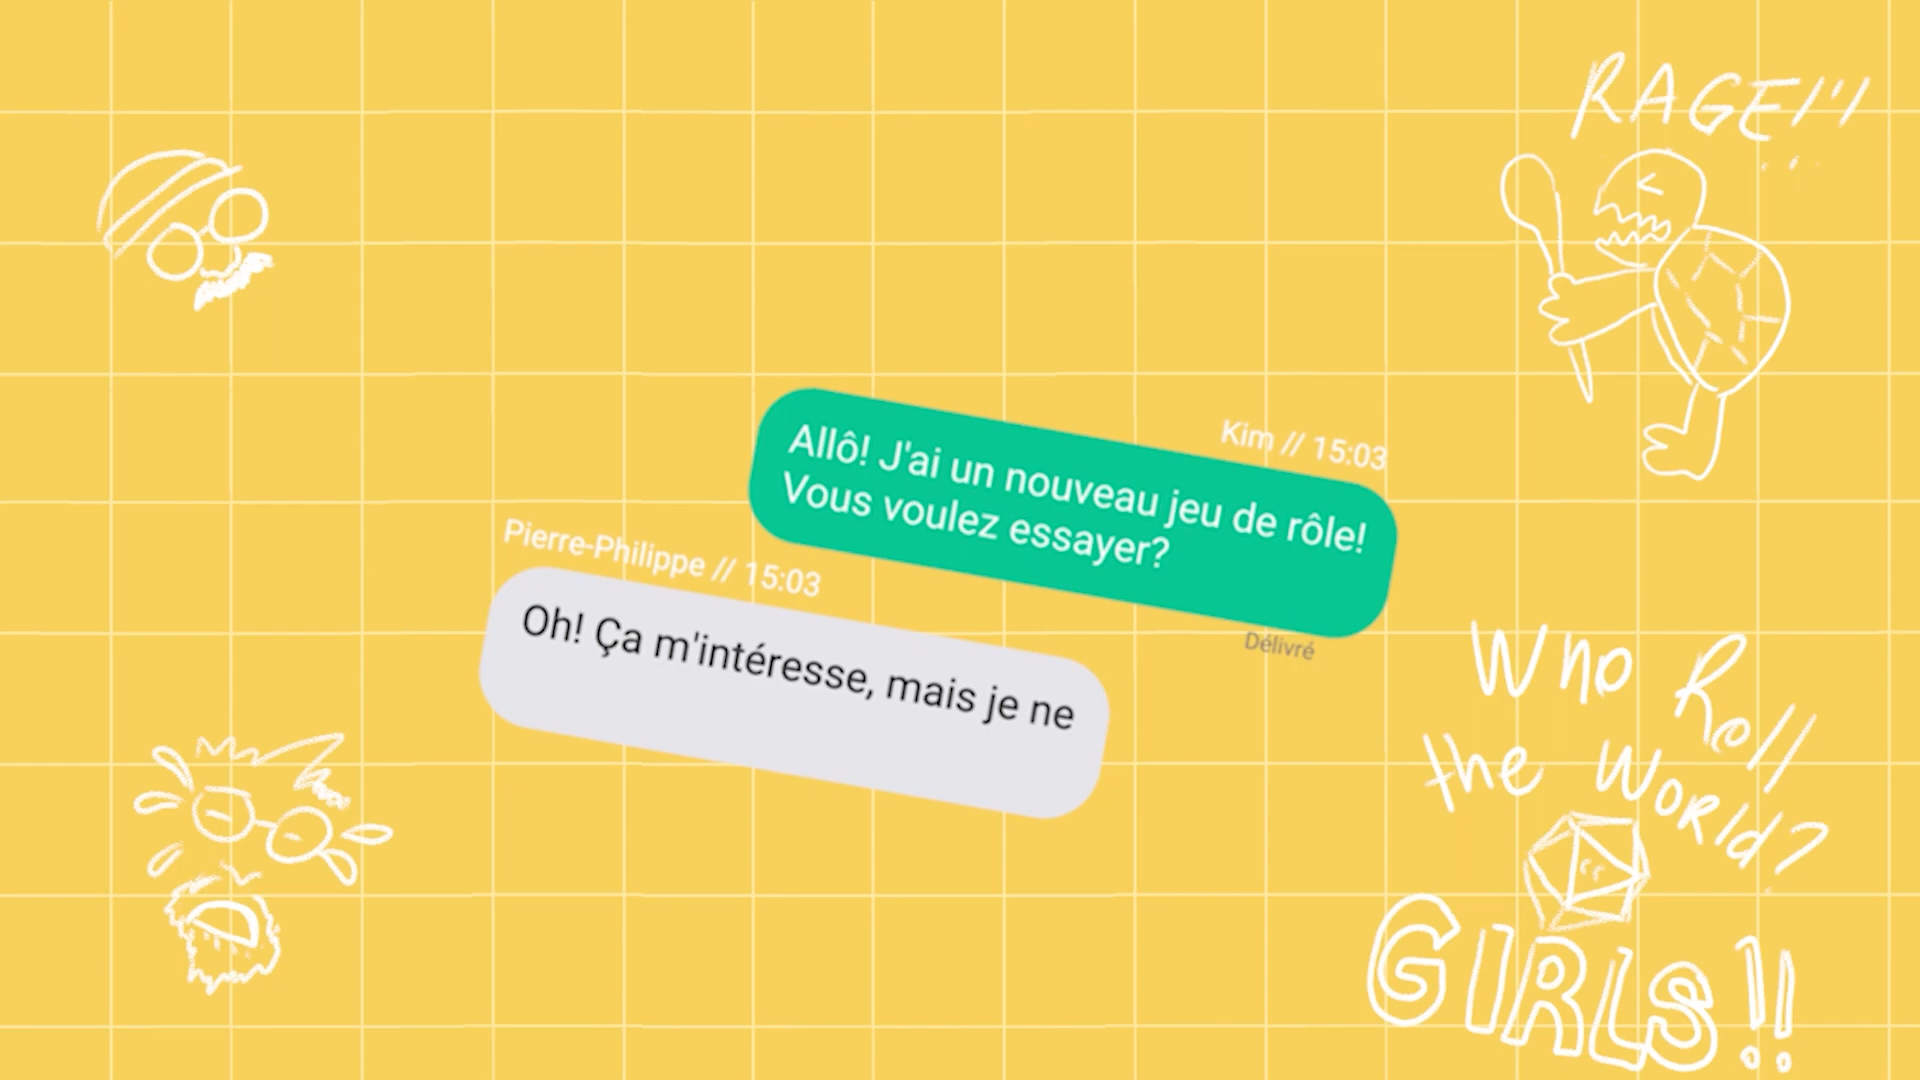 RAGE!!!
Kim // 15:03
Allô! J'ai un nouveau jeu de rôle!
Vous voulez essayer?
Délivré
Pierre-Philippe // 15:03
Oh! Ça m'intéresse, mais je ne
Who Roll
the World?
GIRLS!!